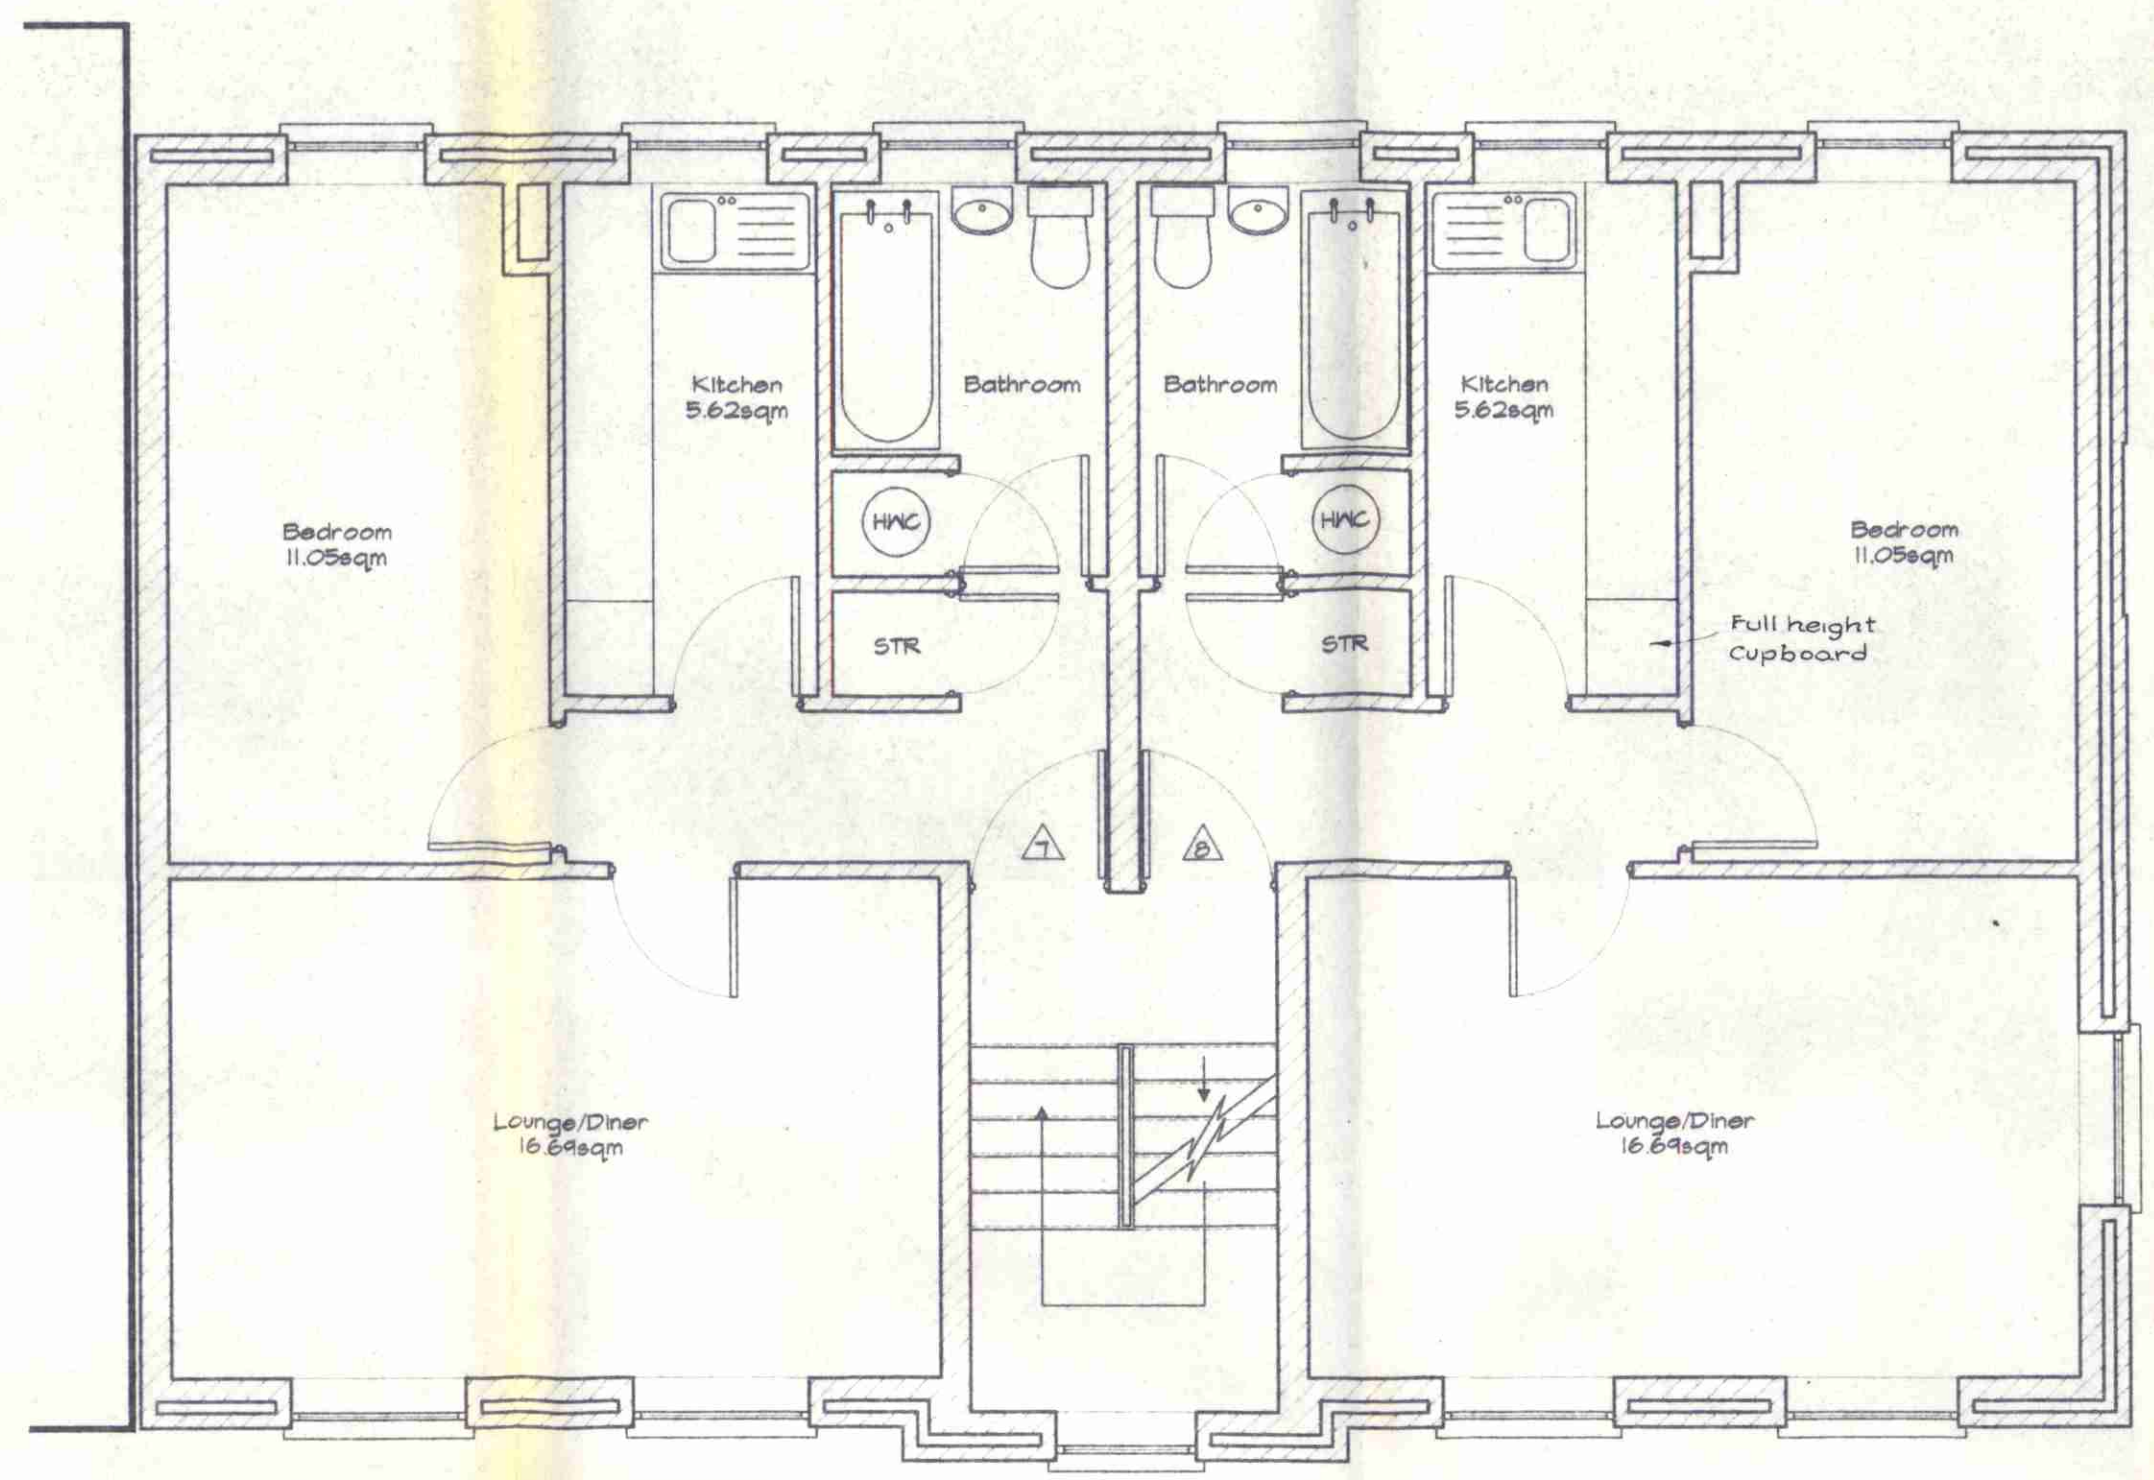 Kitchen
5.62sqm
Bathroom
Bathroom
Kitchen
5.62sqm
Bedroom
11.05sqm
HWC
HWC
Bedroom
11.05sqm
STR
STR
Full height
Cupboard
7
8
Lounge/Diner
16.69sqm
Lounge/Diner
16.69sqm